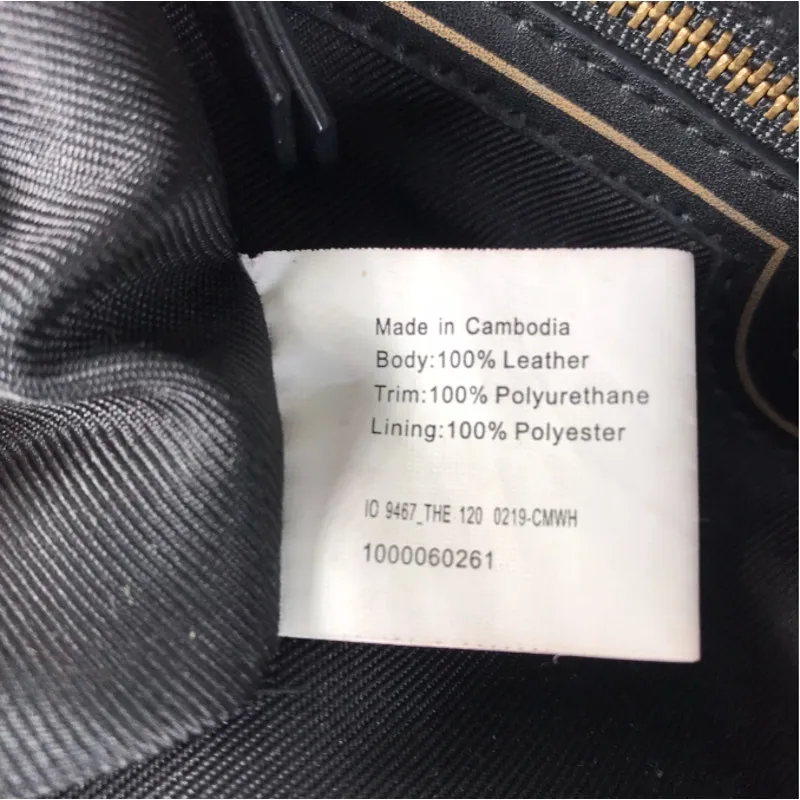 Made in Cambodia
Body:100% Leather
Trim:100% Polyurethane
Lining:100% Polyester
IO 9467_THE 120 0219-CMWH
1000060261